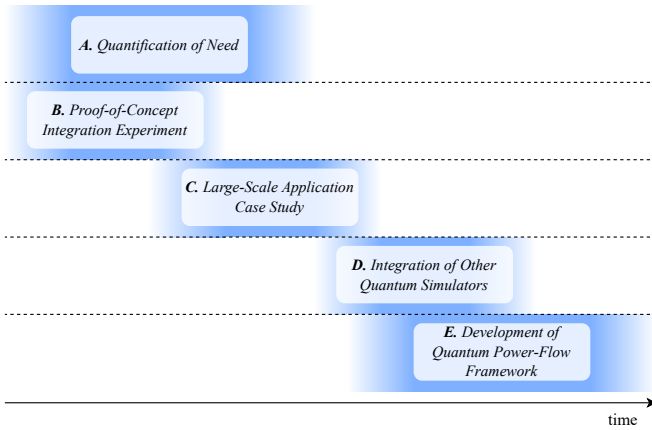 A. Quantification of Need
B. Proof-of-Concept
Integration Experiment
C. Large-Scale Application
Case Study
D. Integration of Other
Quantum Simulators
E. Development of
Quantum Power-Flow
Framework
time